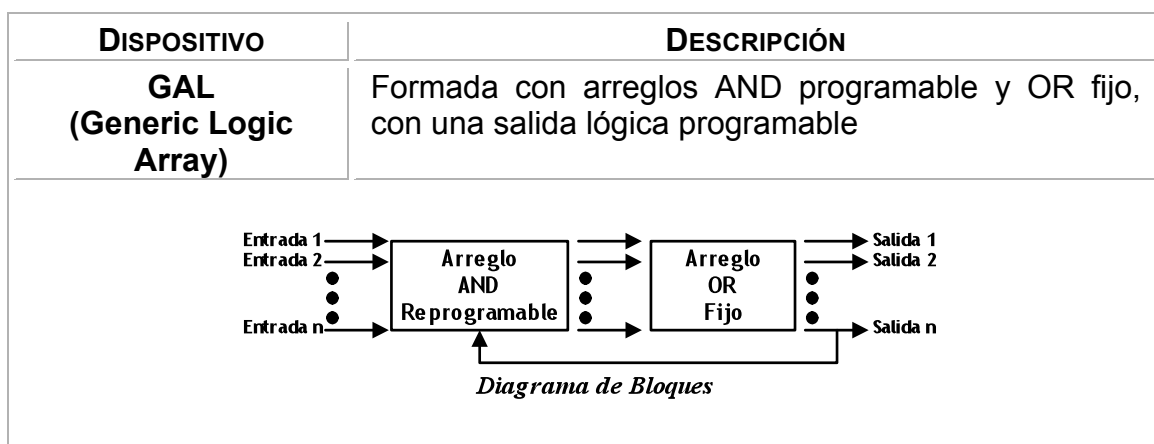 DISPOSITIVO
DESCRIPCIÓN
GAL
(Generic Logic
Array)
Formada con arreglos AND programable y OR fijo,
con una salida lógica programable
Entrada 1
Entrada 2
Entrada n
Arreglo
AND
Reprogramable
Arreglo
OR
Fijo
Salida 1
Salida 2
Salida n
Diagrama de Bloques